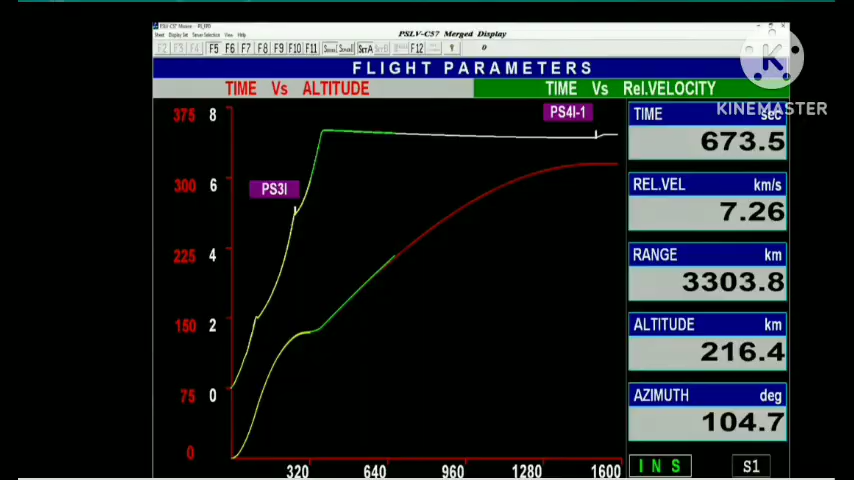 PSLV-C57 Merged Display
F5 F6 F7 F8 F9 F10 F11
F12
0
FLIGHT PARAMETERS
TIME Vs ALTITUDE
TIME Vs Rel.VELOCITY
KINEMASTER
375 8
300 6
225 4
150 2
75 0
0
320 640 960 1280 1600
PS3I
PS4I-1
TIME sec
673.5
REL.VEL km/s
7.26
RANGE km
3303.8
ALTITUDE km
216.4
AZIMUTH deg
104.7
INS S1